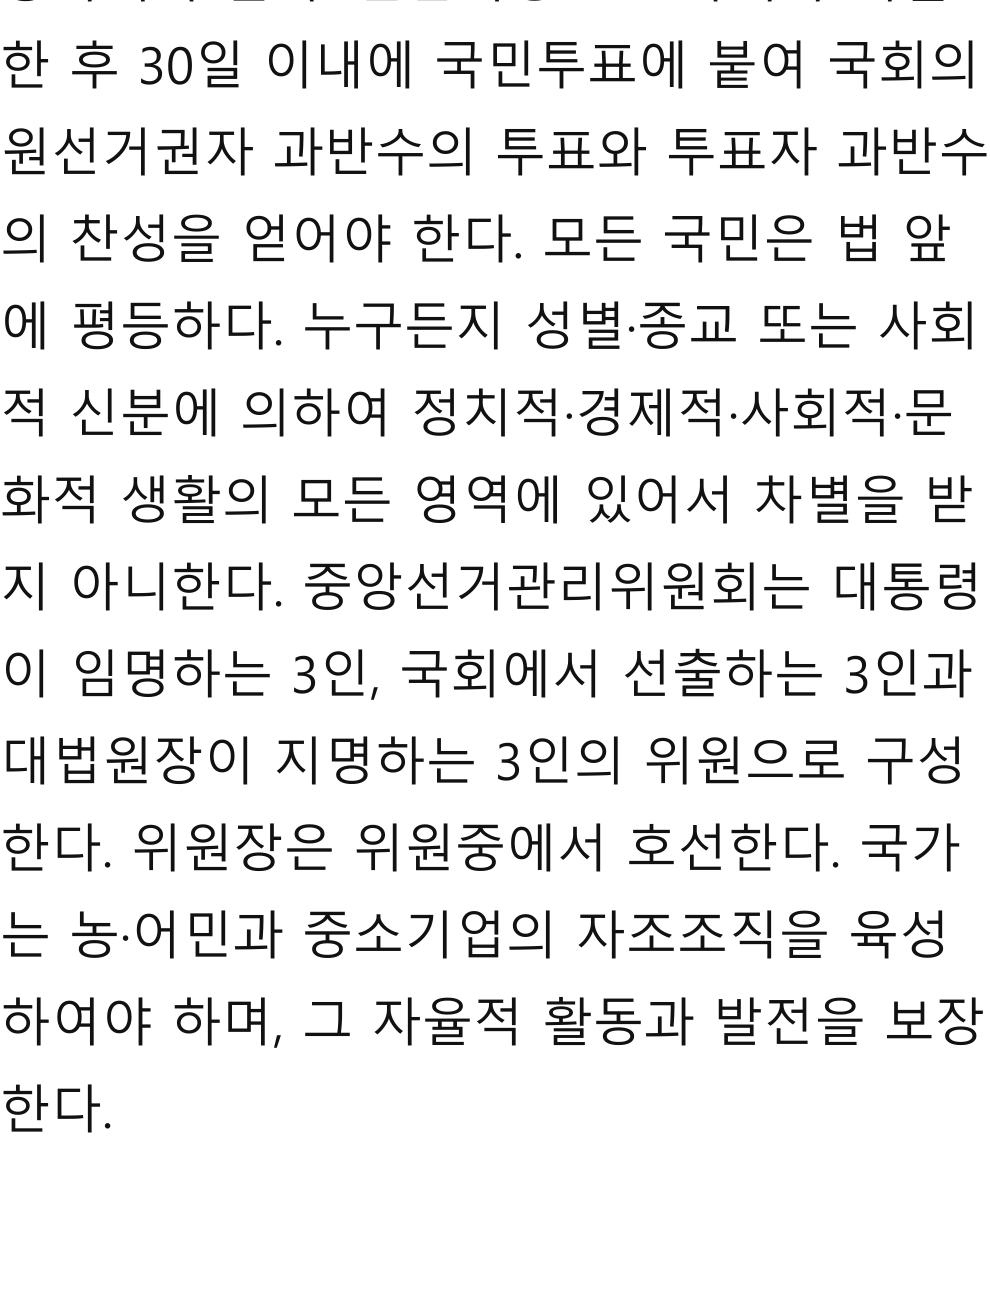 한 후 30일 이내에 국민투표에 붙여 국회의
원선거권자 과반수의 투표와 투표자 과반수
의 찬성을 얻어야 한다. 모든 국민은 법 앞
에 평등하다. 누구든지 성별·종교 또는 사회
적 신분에 의하여 정치적·경제적·사회적·문
화적 생활의 모든 영역에 있어서 차별을 받
지 아니한다. 중앙선거관리위원회는 대통령
이 임명하는 3인, 국회에서 선출하는 3인과
대법원장이 지명하는 3인의 위원으로 구성
한다. 위원장은 위원중에서 호선한다. 국가
는 농·어민과 중소기업의 자조조직을 육성
하여야 하며, 그 자율적 활동과 발전을 보장
한다.